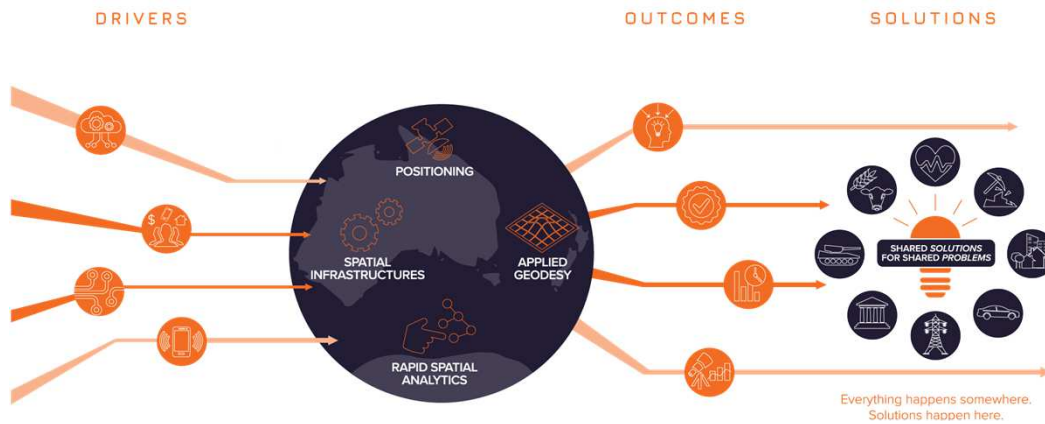 DRIVERS
OUTCOMES
SOLUTIONS
POSITIONING
SPATIAL
INFRASTRUCTURES
APPLIED
GEODESY
RAPID SPATIAL
ANALYTICS
$
SHARED SOLUTIONS
FOR SHARED PROBLEMS
Everything happens somewhere.
Solutions happen here.